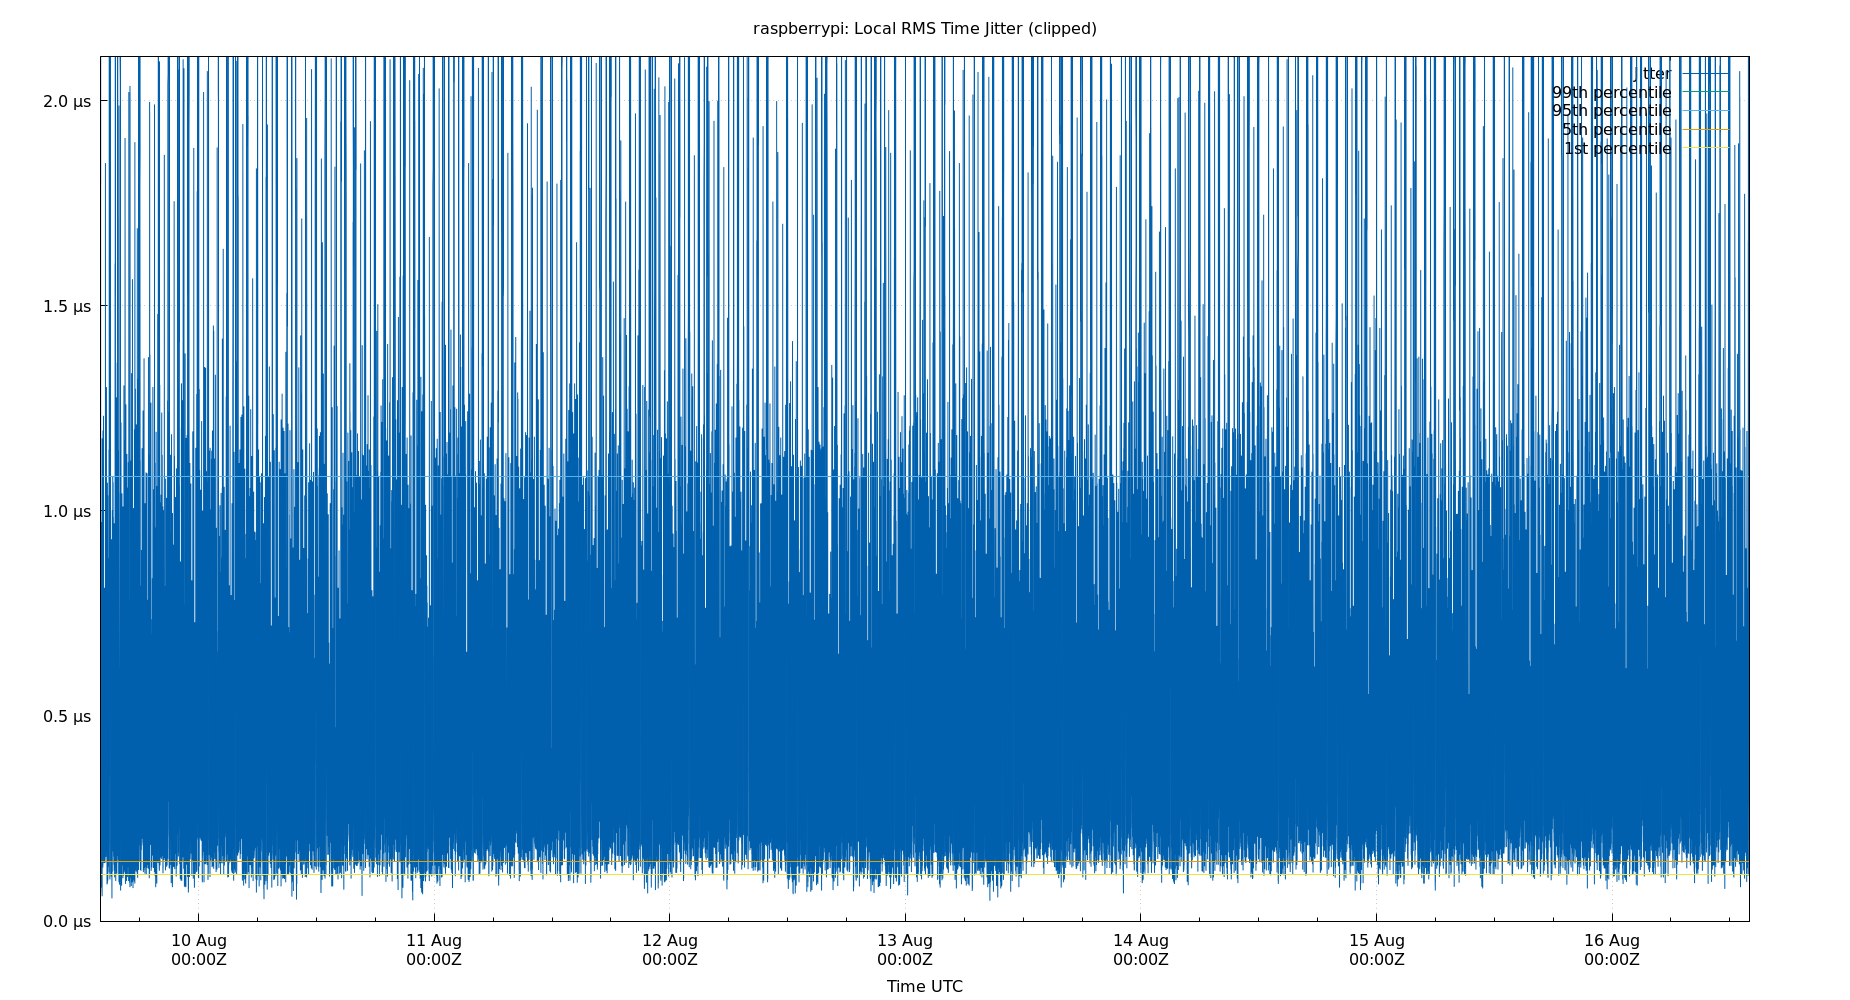 raspberrypi: Local RMS Time Jitter (clipped)
jitter
99th percentile
95th percentile
5th percentile
1st percentile
2.0 µs
1.5 µs
1.0 µs
0.5 µs
0.0 µs
10 Aug 11 Aug 12 Aug 13 Aug 14 Aug 15 Aug 16 Aug
00:00Z 00:00Z 00:00Z 00:00Z 00:00Z 00:00Z 00:00Z
Time UTC